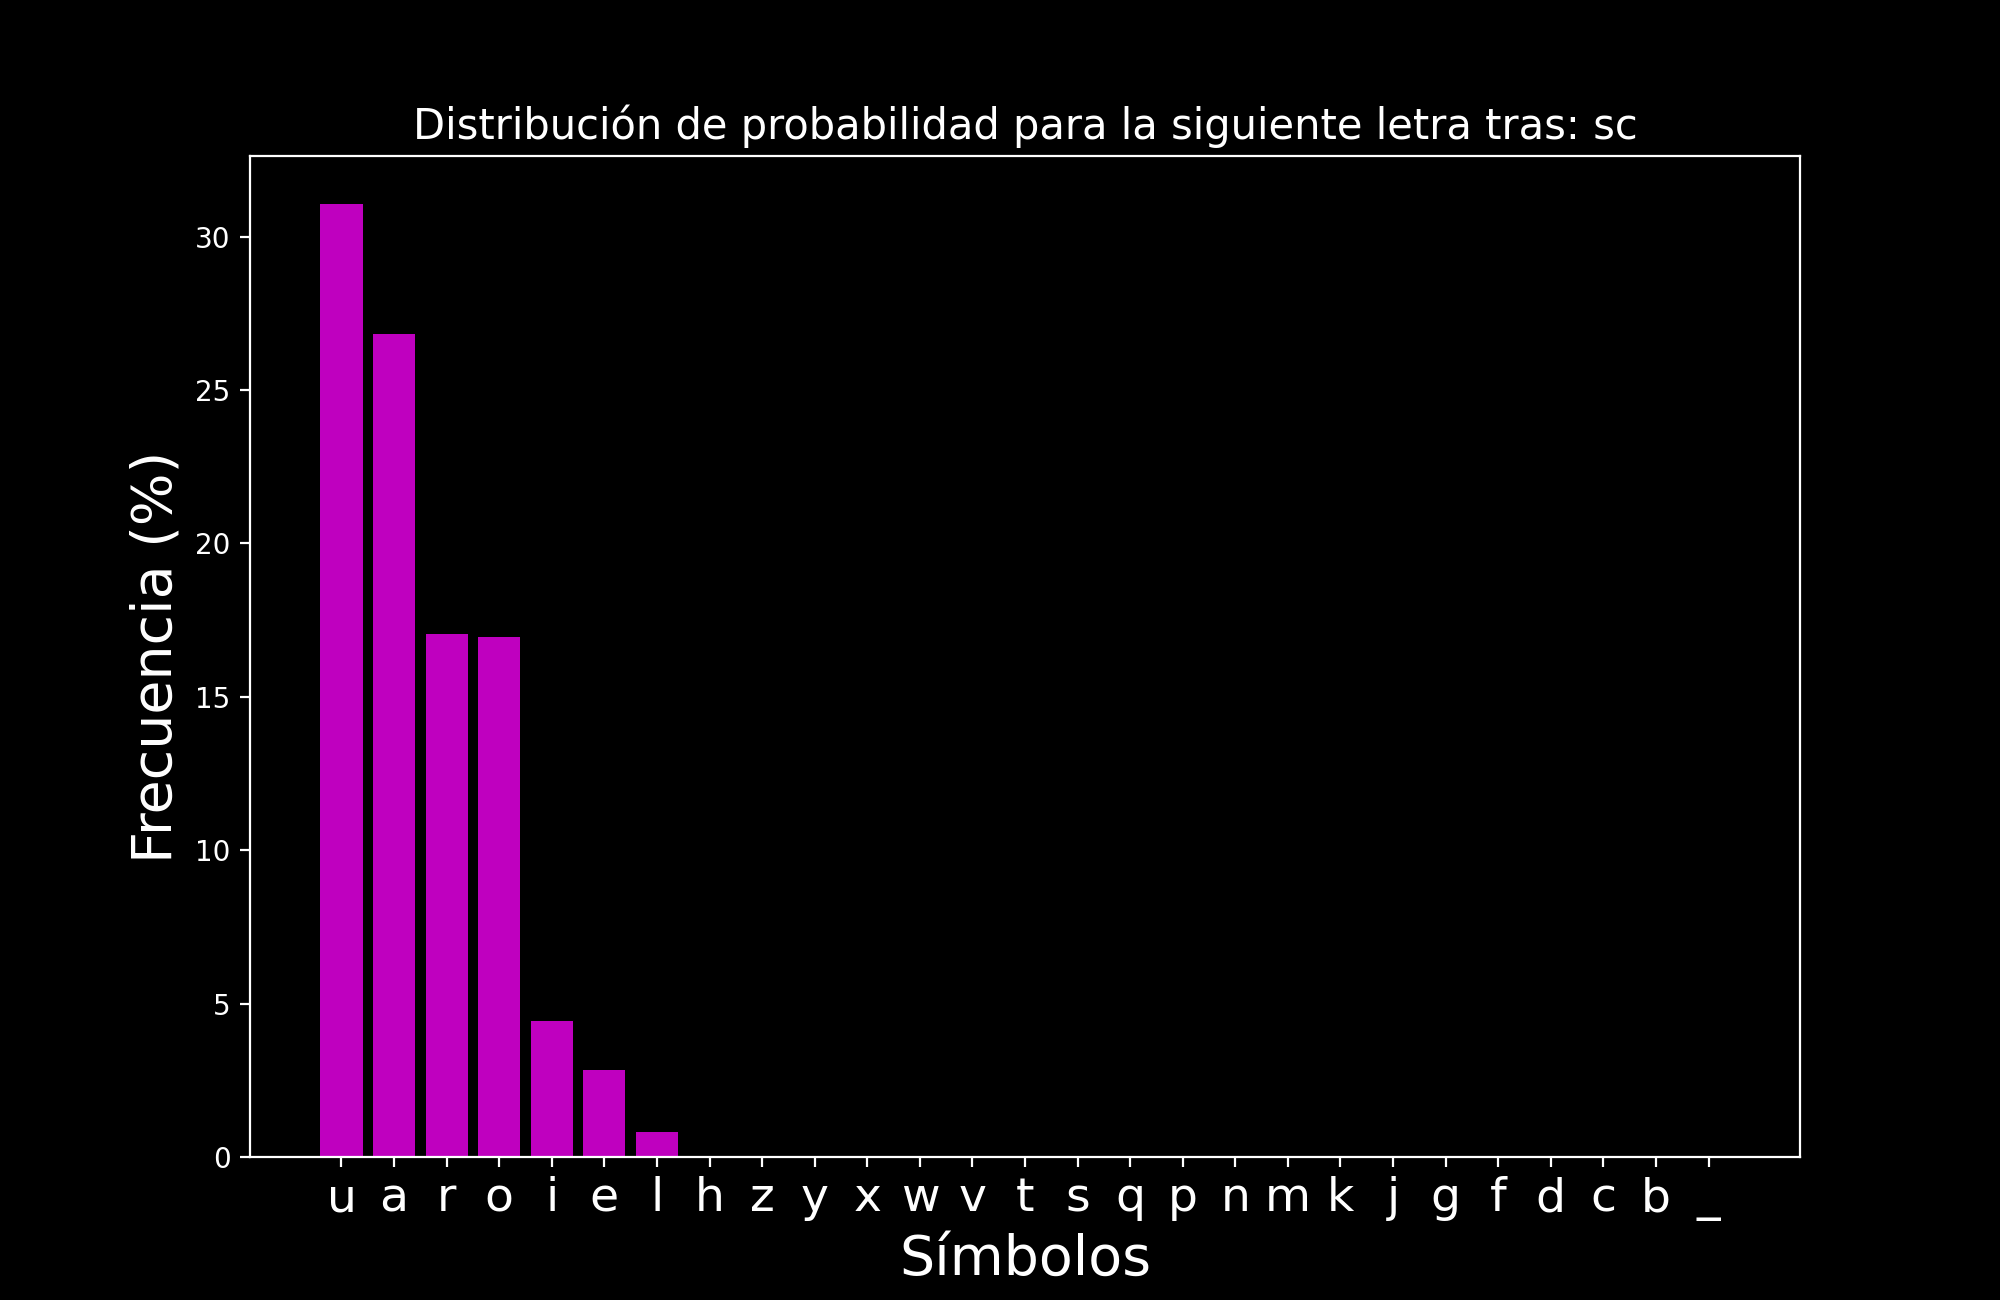 Distribución de probabilidad para la siguiente letra tras: sc
Frecuencia (%)
30
25
20
15
10
5
0
u a r o i e l h z y x w v t s q p n m k j g f d c b _
Símbolos